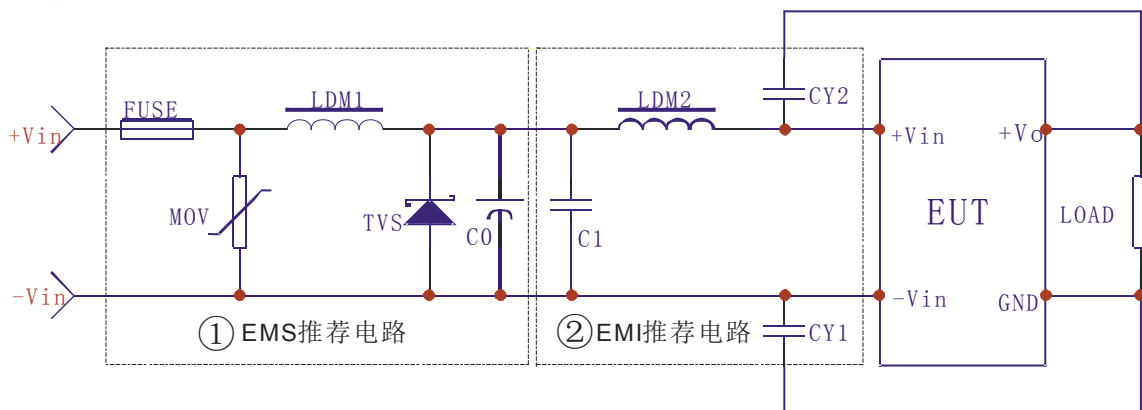 CY2
FUSE
LDM1
LDM2
+Vin
+Vin
+Vo
MOV
TVS
C0
C1
EUT
LOAD
-Vin
-Vin
GND
① EMS推荐电路
② EMI推荐电路
CY1